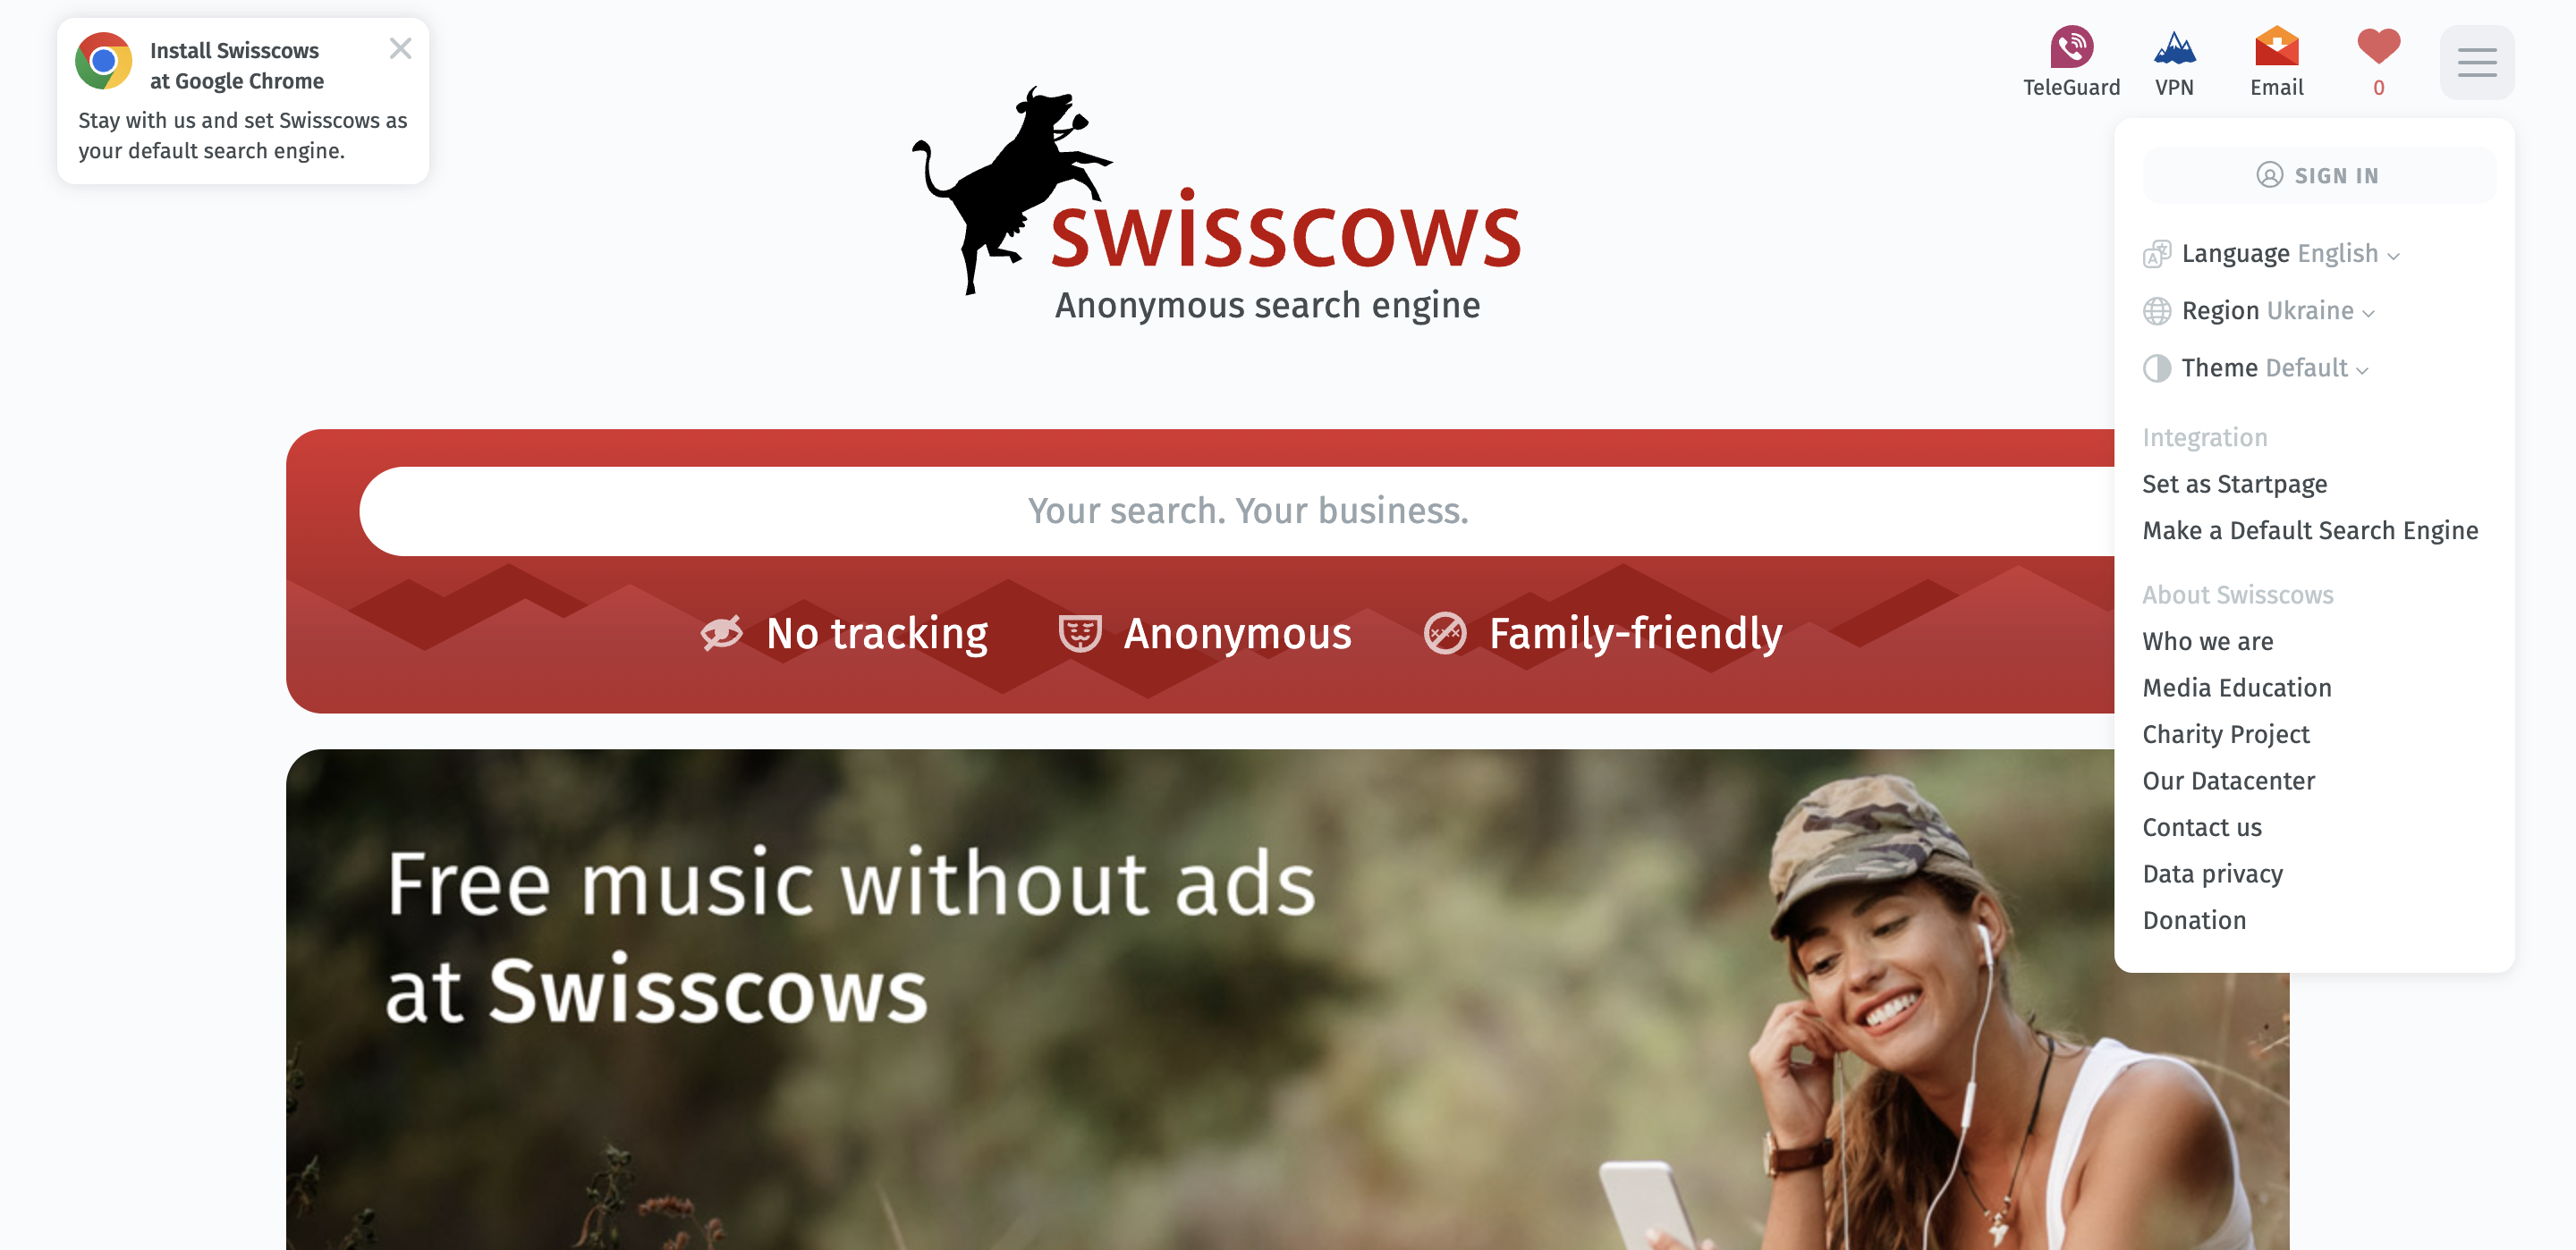 Install Swisscows
at Google Chrome
Stay with us and set Swisscows as
your default search engine.
TeleGuard
VPN
Email
0
swisscows
Anonymous search engine
SIGN IN
Language English
Region Ukraine
Theme Default
Integration
Set as Startpage
Make a Default Search Engine
About Swisscows
Who we are
Media Education
Charity Project
Our Datacenter
Contact us
Data privacy
Donation
Your search. Your business.
No tracking
Anonymous
Family-friendly
Free music without ads
at Swisscows